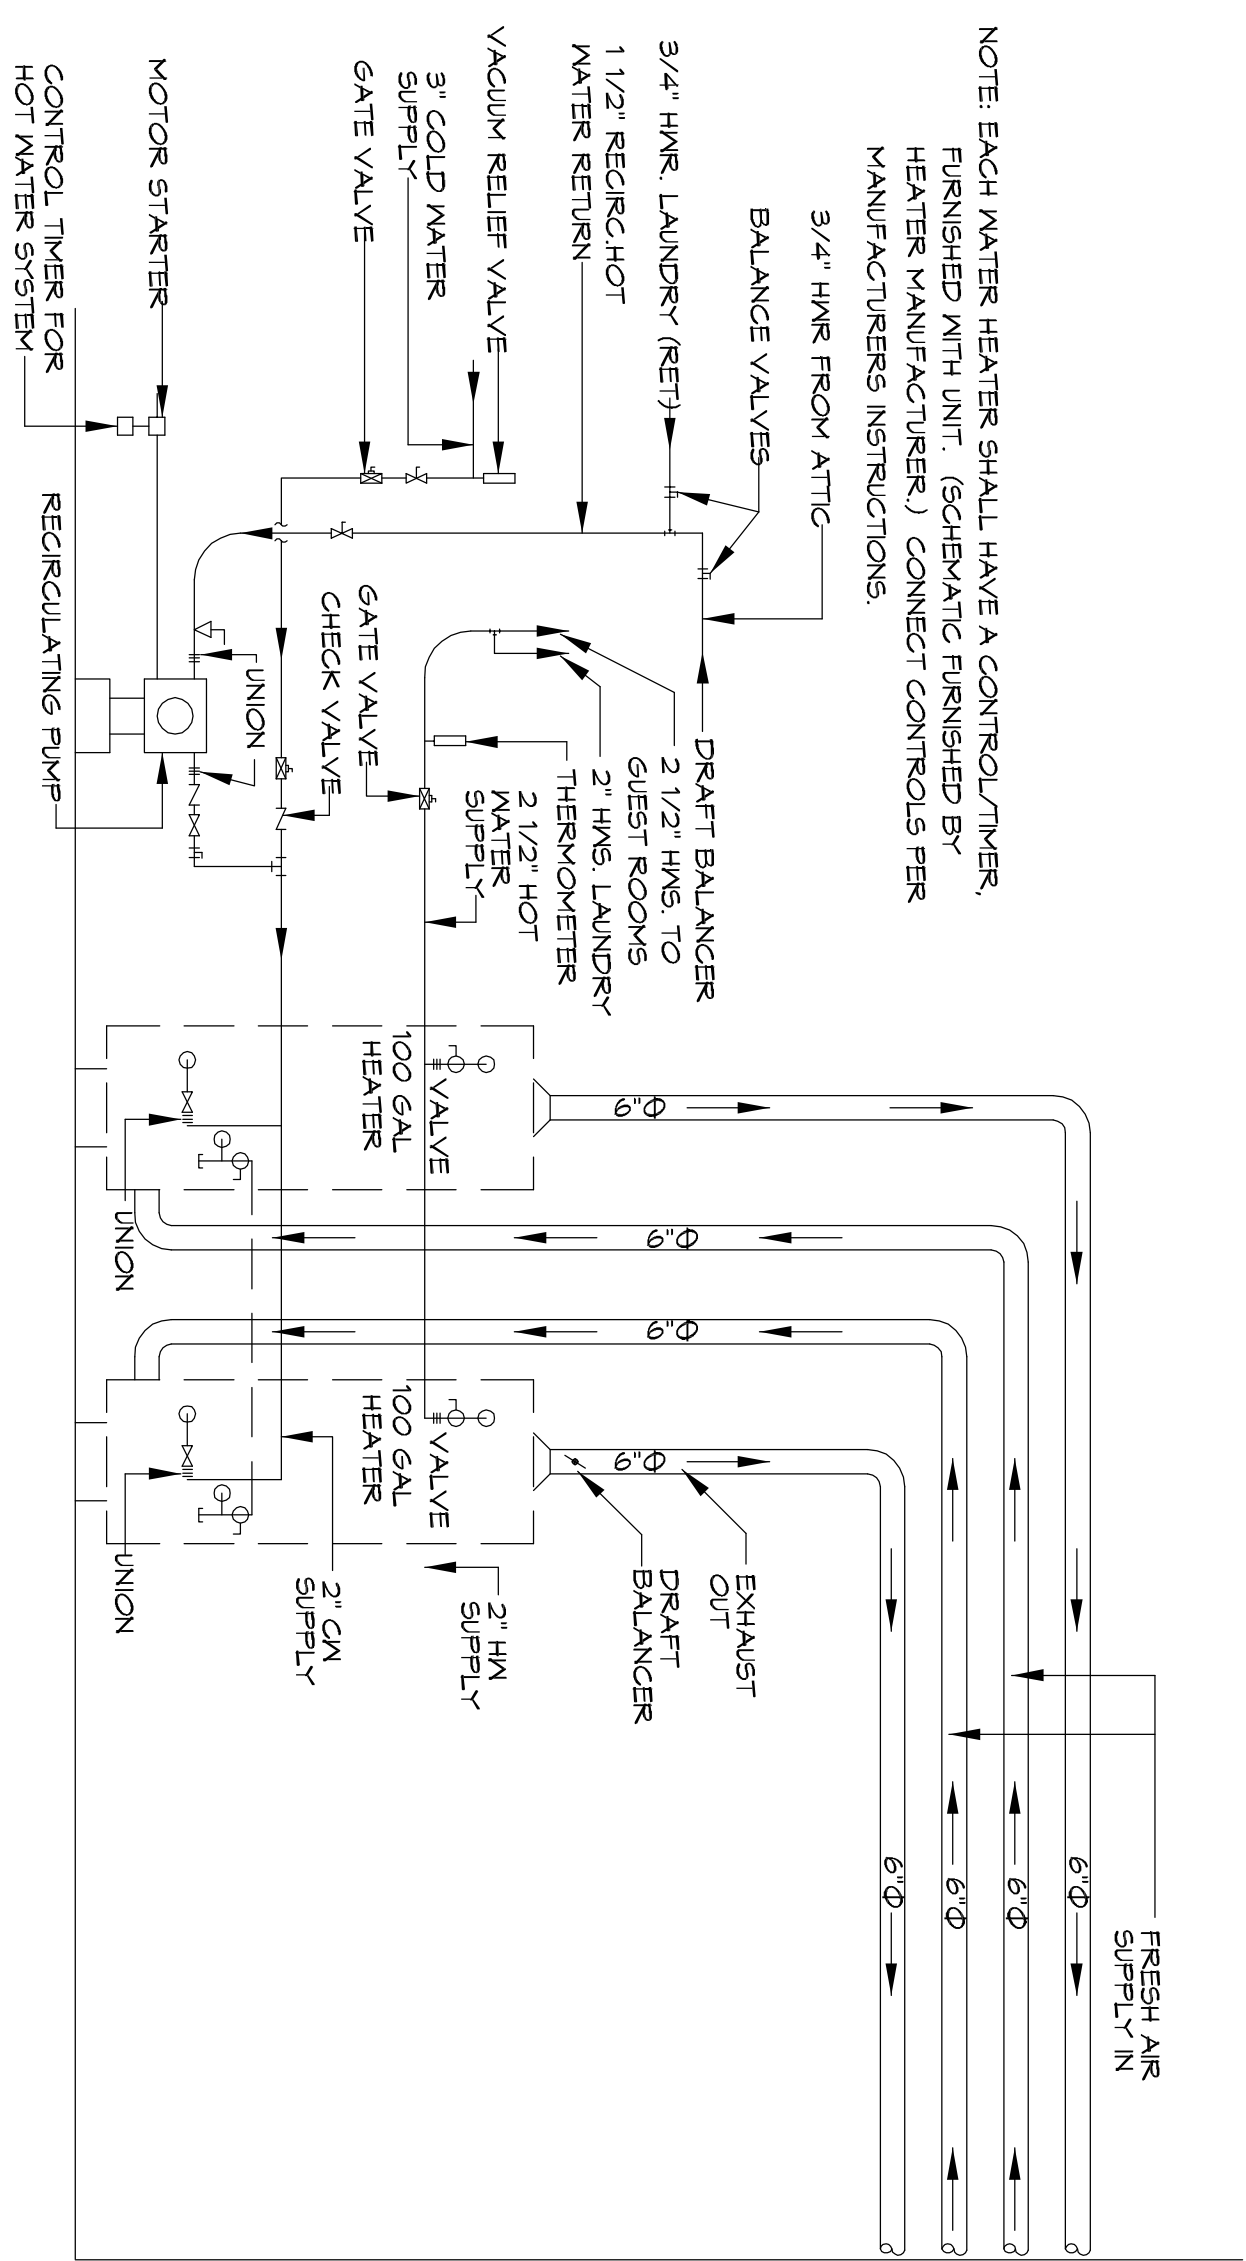 NOTE: EACH WATER HEATER SHALL HAVE A CONTROL/TIMER,
FURNISHED WITH UNIT. (SCHEMATIC FURNISHED BY
HEATER MANUFACTURER.) CONNECT CONTROLS PER
MANUFACTURERS INSTRUCTIONS.
3/4" HWR FROM ATTIC
BALANCE VALVES
3/4" HWR. LAUNDRY (RET)
1 1/2" RECIRC.HOT
WATER RETURN
VACUUM RELIEF VALVE
3" COLD WATER
SUPPLY
GATE VALVE
MOTOR STARTER
CONTROL TIMER FOR
HOT WATER SYSTEM
DRAFT BALANCER
2 1/2" HWS. TO
GUEST ROOMS
2" HWS. LAUNDRY
THERMOMETER
2 1/2" HOT
WATER
SUPPLY
GATE VALVE
CHECK VALVE
UNION
RECIRCULATING PUMP
6"Φ
VALVE
100 GAL
HEATER
UNION
6"Φ
6"Φ
6"Φ
VALVE
100 GAL
HEATER
UNION
EXHAUST
OUT
DRAFT
BALANCER
2" HW
SUPPLY
2" CW
SUPPLY
FRESH AIR
SUPPLY IN
6"Φ
6"Φ
6"Φ
6"Φ